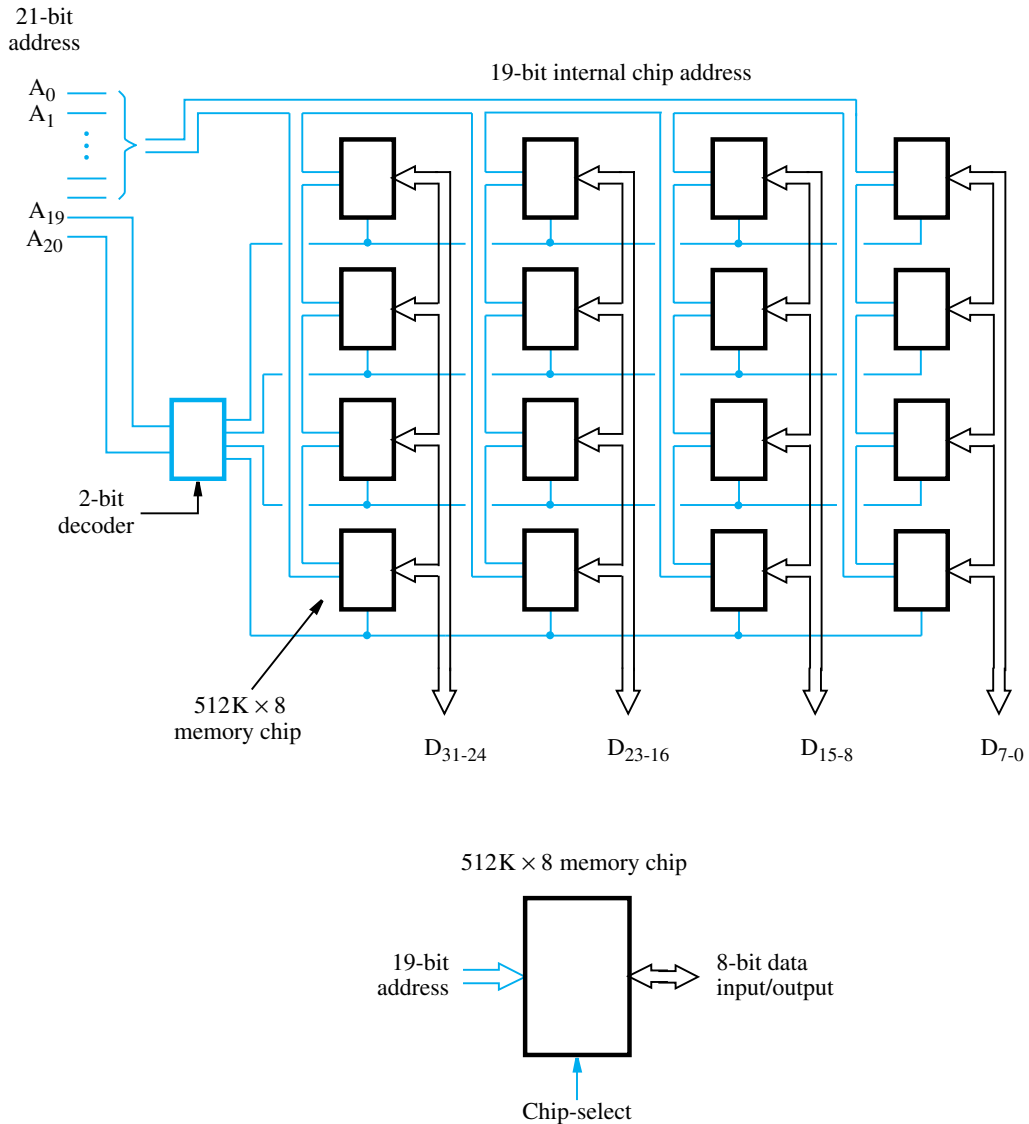 21-bit
address
19-bit internal chip address
A0
A1
A19
A20
2-bit
decoder
512K × 8
memory chip
D31-24
D23-16
D15-8
D7-0
512K × 8 memory chip
19-bit
address
8-bit data
input/output
Chip-select